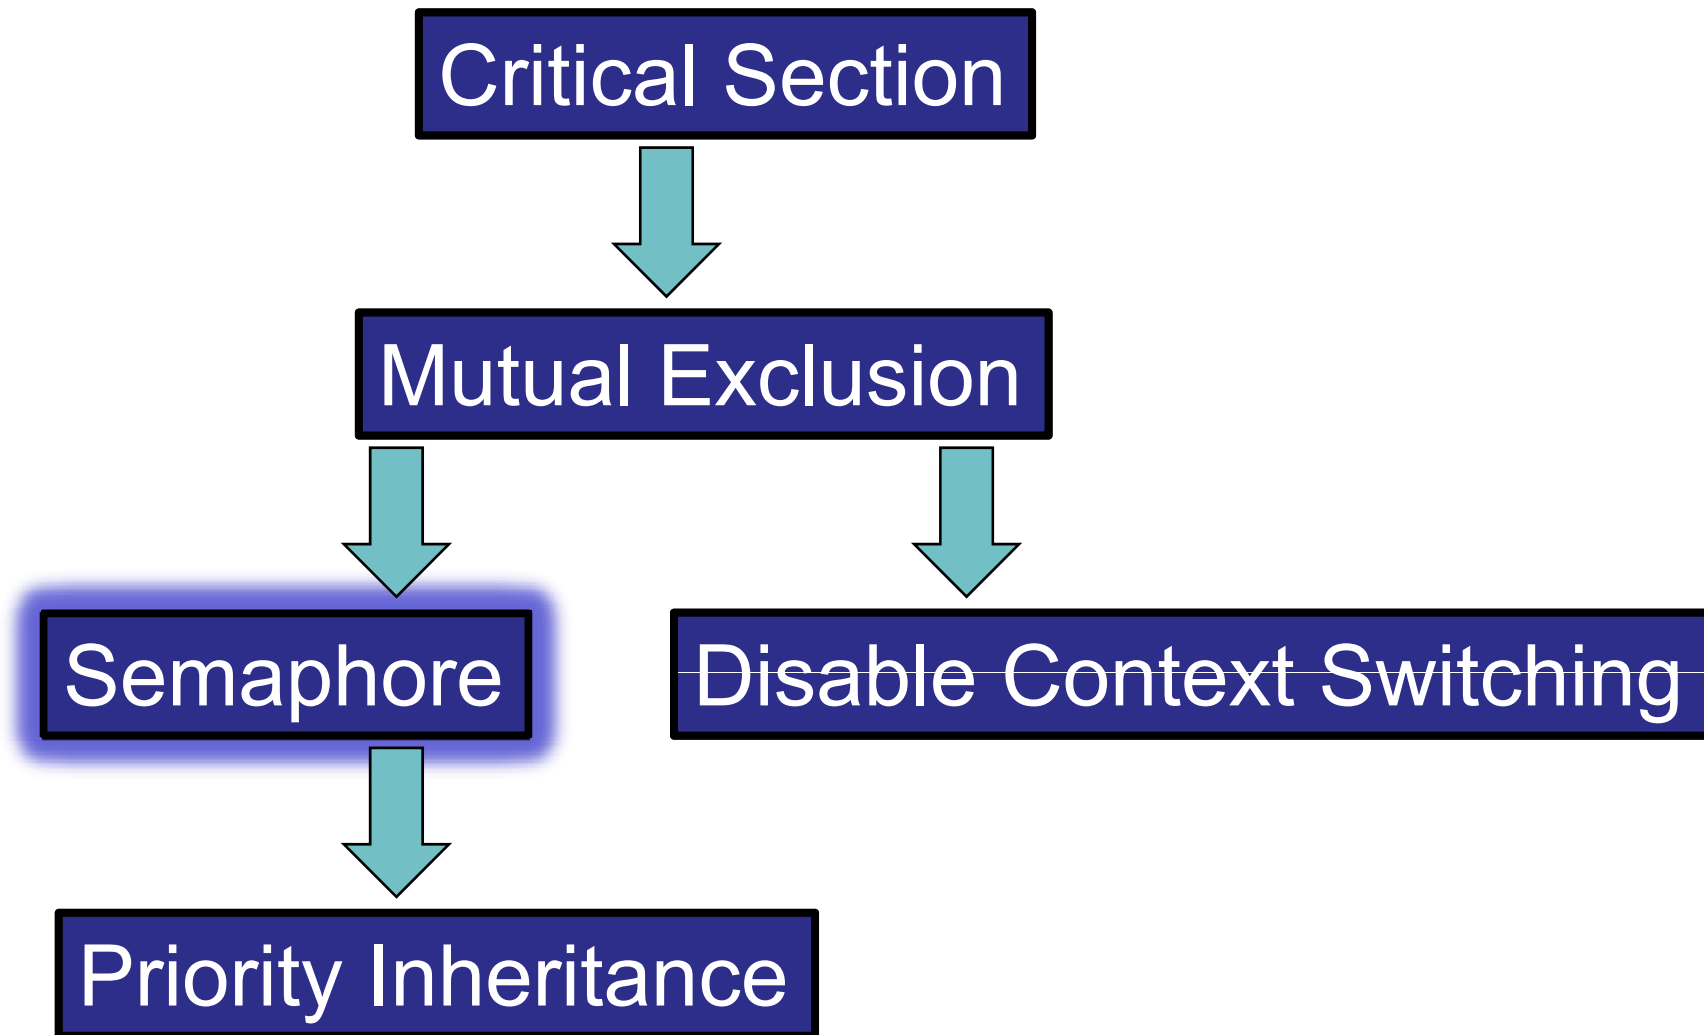 Critical Section
Mutual Exclusion
Semaphore
Disable Context Switching
Priority Inheritance